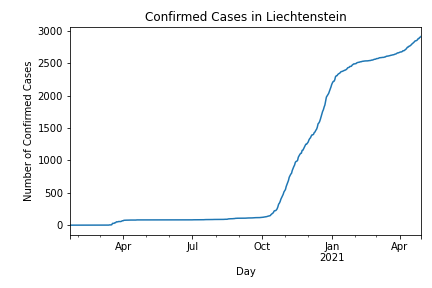 Confirmed Cases in Liechtenstein
Number of Confirmed Cases
3000
2500
2000
1500
1000
500
0
Apr
Jul
Oct
Jan
2021
Apr
Day